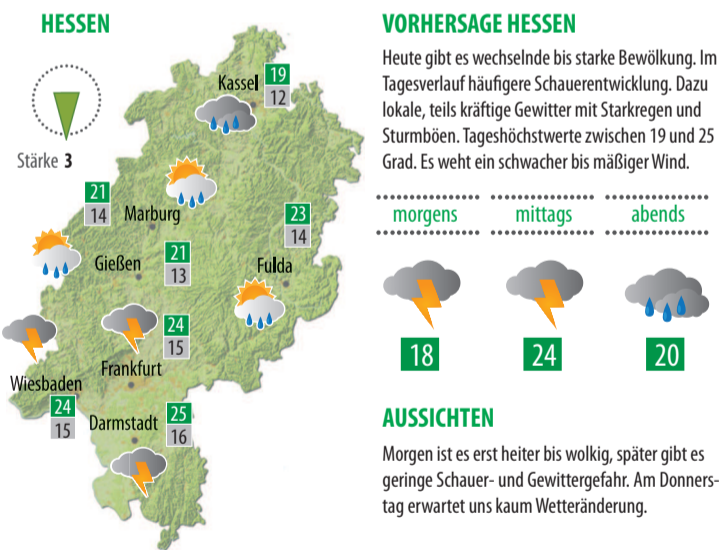 HESSEN
Stärke 3
Kassel
19
12
21
14
Marburg
23
14
Gießen
21
13
Fulda
24
15
Frankfurt
Wiesbaden
24
15
Darmstadt
25
16
VORHERSAGE HESSEN
Heute gibt es wechselnde bis starke Bewölkung. Im
Tagesverlauf häufigere Schauerentwicklung. Dazu
lokale, teils kräftige Gewitter mit Starkregen und
Sturmböen. Tageshöchstwerte zwischen 19 und 25
Grad. Es weht ein schwacher bis mäßiger Wind.
morgens mittags abends
18 24 20
AUSSICHTEN
Morgen ist es erst heiter bis wolkig, später gibt es
geringe Schauer- und Gewittergefahr. Am Donners-
tag erwartet uns kaum Wetteränderung.